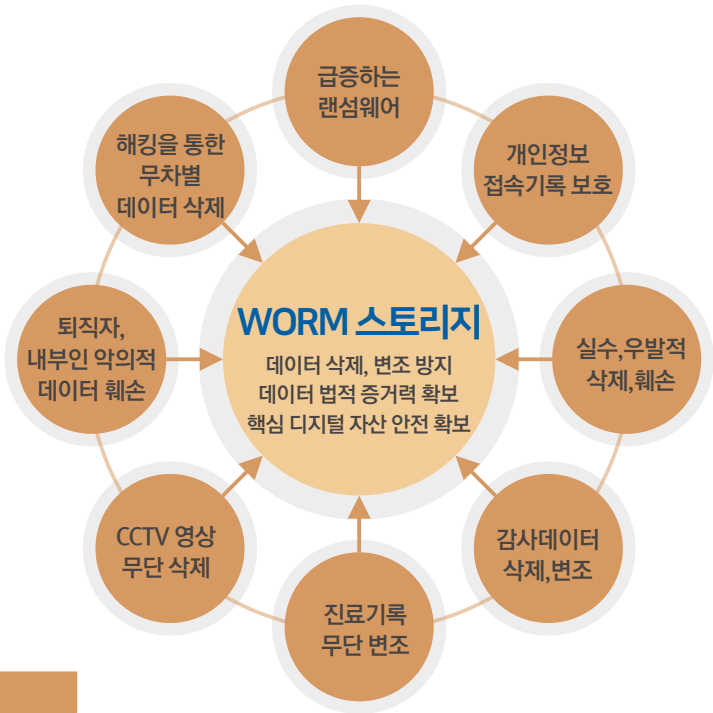 급증하는
랜섬웨어
개인정보
접속기록 보호
실수,우발적
삭제,훼손
감사데이터
삭제,변조
진료기록
무단 변조
CCTV 영상
무단 삭제
퇴직자,
내부인 악의적
데이터 훼손
해킹을 통한
무차별
데이터 삭제
WORM 스토리지
데이터 삭제, 변조 방지
데이터 법적 증거력 확보
핵심 디지털 자산 안전 확보